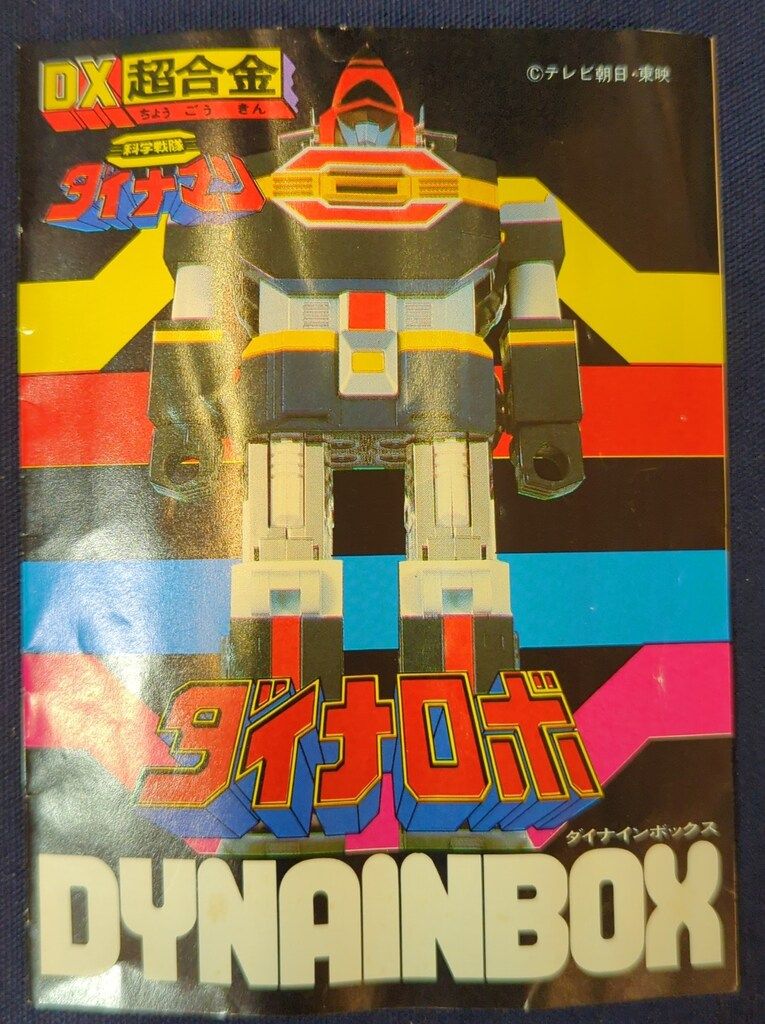 DX超合金
ちょう ごう きん
©テレビ朝日・東映
科学戦隊
ダイナマン
ダイナロボ
ダイナインボックス
DYNAINBOX